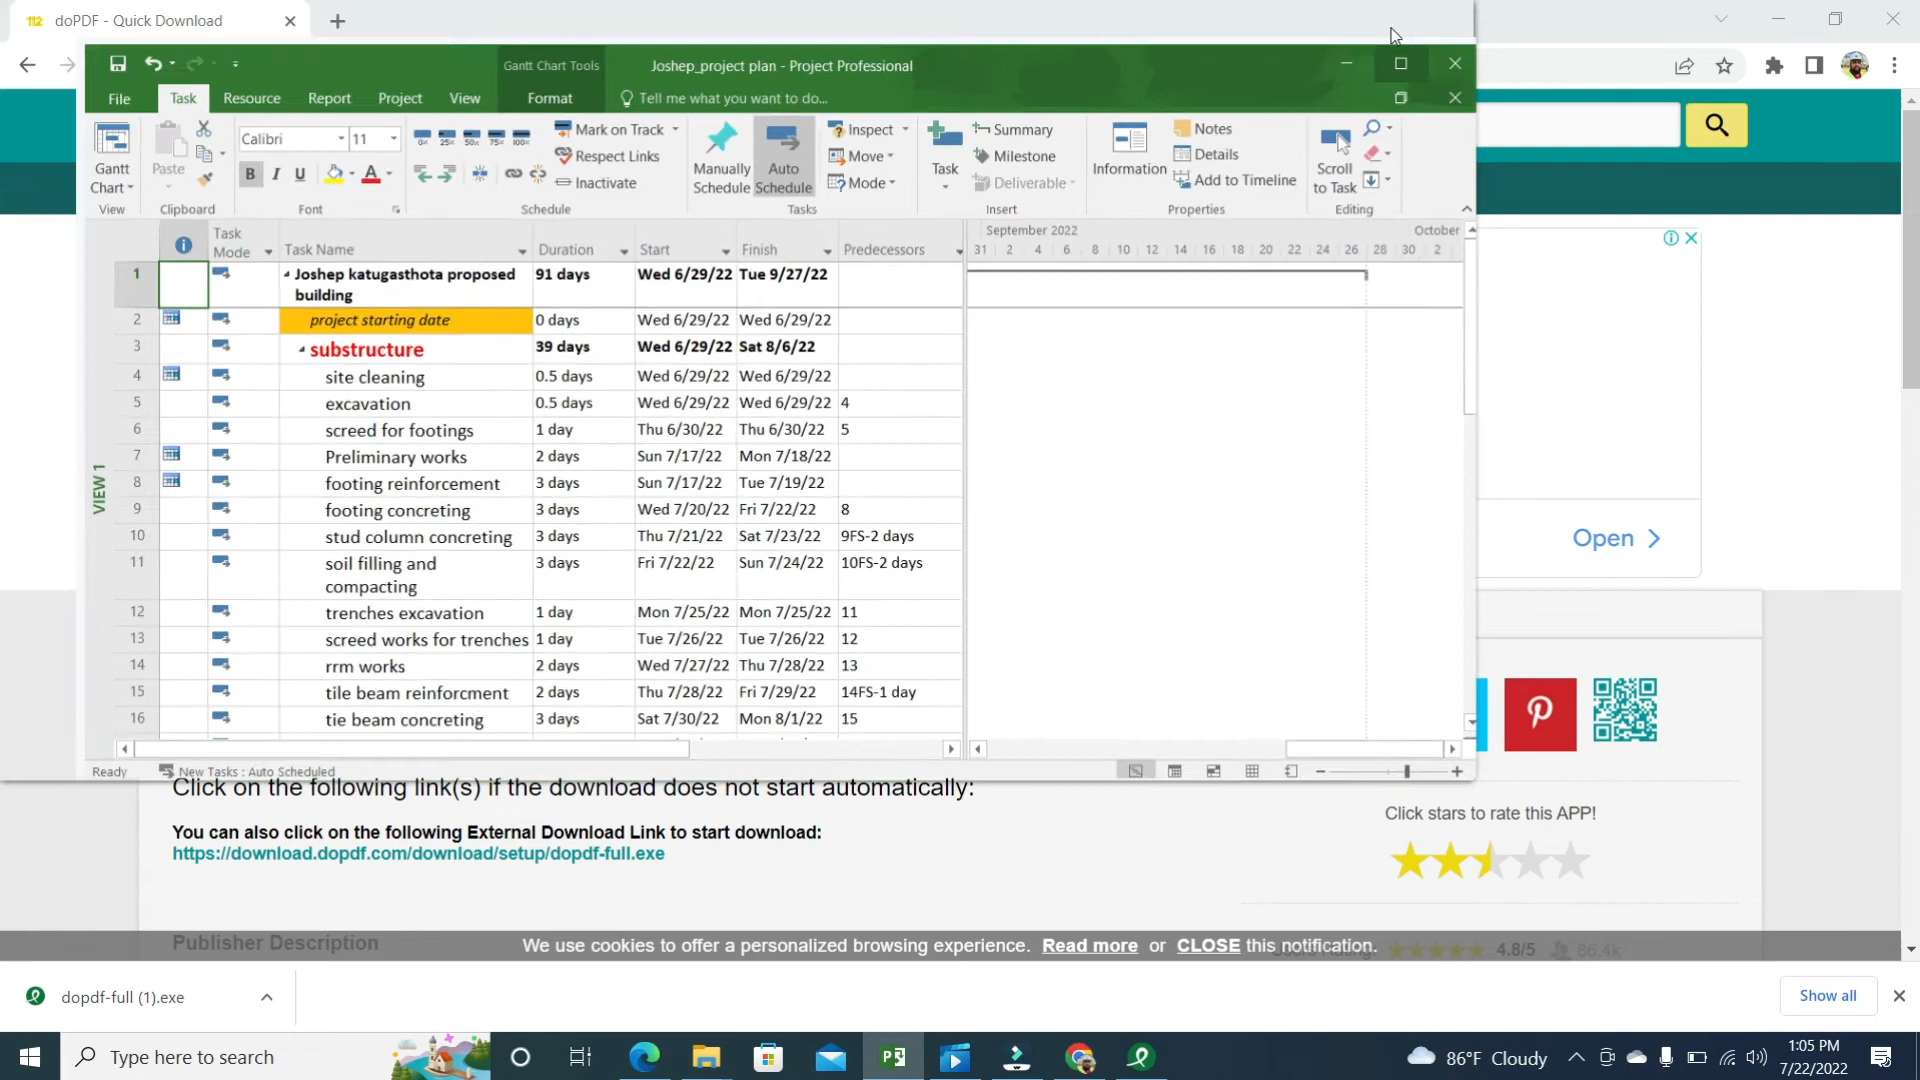 doPDF - Quick Download
Gantt Chart Tools
Joshep_project plan - Project Professional
File Task Resource Report Project View Format Tell me what you want to do...
Gantt Chart
View
Paste
Clipboard
Calibri 11
B I U A
Font
0% 25% 50% 75% 100%
Mark on Track
Respect Links
Inactivate
Schedule
Manually Schedule
Auto Schedule
Inspect
Move
Mode
Tasks
Task
Summary
Milestone
Deliverable
Insert
Information
Notes
Details
Add to Timeline
Properties
Scroll to Task
Editing
Task Mode Task Name Duration Start Finish Predecessors
September 2022 October
31 2 4 6 8 10 12 14 16 18 20 22 24 26 28 30 2
1 Joshep katugasthota proposed building 91 days Wed 6/29/22 Tue 9/27/22
2 project starting date 0 days Wed 6/29/22 Wed 6/29/22
3 substructure 39 days Wed 6/29/22 Sat 8/6/22
4 site cleaning 0.5 days Wed 6/29/22 Wed 6/29/22
5 excavation 0.5 days Wed 6/29/22 Wed 6/29/22 4
6 screed for footings 1 day Thu 6/30/22 Thu 6/30/22 5
7 Preliminary works 2 days Sun 7/17/22 Mon 7/18/22
8 footing reinforcement 3 days Sun 7/17/22 Tue 7/19/22
9 footing concreting 3 days Wed 7/20/22 Fri 7/22/22 8
10 stud column concreting 3 days Thu 7/21/22 Sat 7/23/22 9FS-2 days
11 soil filling and compacting 3 days Fri 7/22/22 Sun 7/24/22 10FS-2 days
12 trenches excavation 1 day Mon 7/25/22 Mon 7/25/22 11
13 screed works for trenches 1 day Tue 7/26/22 Tue 7/26/22 12
14 rrm works 2 days Wed 7/27/22 Thu 7/28/22 13
15 tile beam reinforcment 2 days Thu 7/28/22 Fri 7/29/22 14FS-1 day
16 tie beam concreting 3 days Sat 7/30/22 Mon 8/1/22 15
VIEW 1
Ready New Tasks : Auto Scheduled
Open
Click on the following link(s) if the download does not start automatically:
You can also click on the following External Download Link to start download:
https://download.dopdf.com/download/setup/dopdf-full.exe
Click stars to rate this APP!
Publisher Description
We use cookies to offer a personalized browsing experience. Read more or CLOSE this notification.
Users Rating: 4.8/5 86.4k
dopdf-full (1).exe
Show all
Type here to search
86°F Cloudy
1:05 PM
7/22/2022